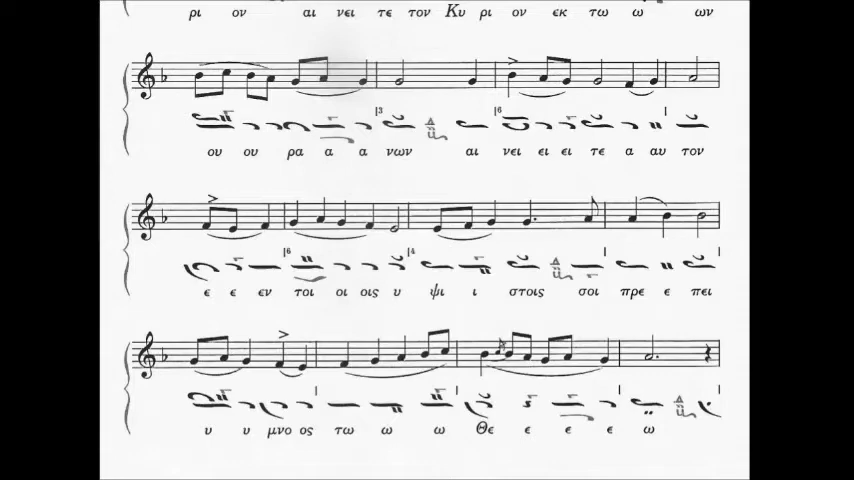 ρι ον αι νει τε τον Κυ ρι ον εκ τω ω ων
ου ου ρα α α νων αι νει ει ει τε α αυ τον
ε ε εν τοι οι οις υ ψι ι στοις σοι πρε ε πει
υ υ μνο ος τω ω ω Θε ε ε ε ω